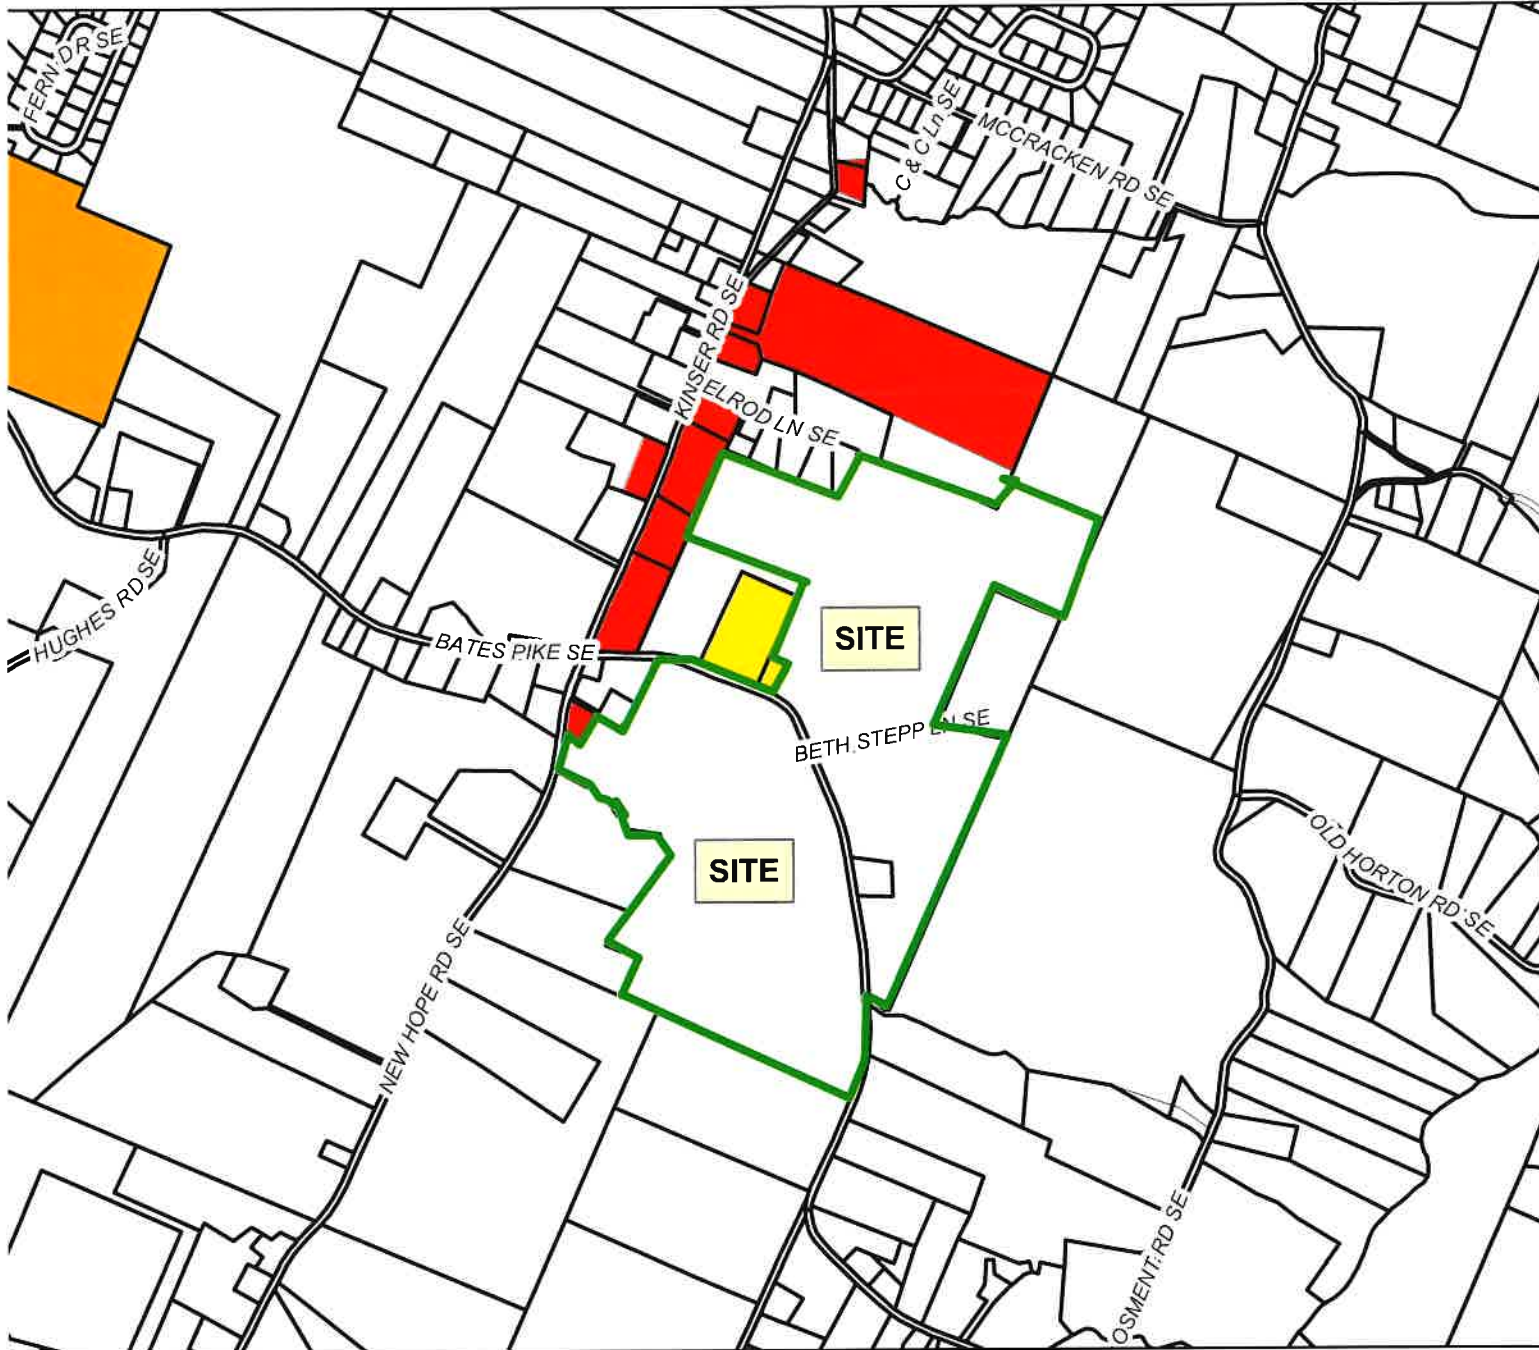 FERN DR SE
C & C Ln SE
MCCRACKEN RD SE
KINSER RD SE
ELROD LN SE
HUGHES RD SE
BATES PIKE SE
SITE
BETH STEPP LN SE
SITE
OLD HORTON RD SE
NEW HOPE RD SE
OSMENT RD SE